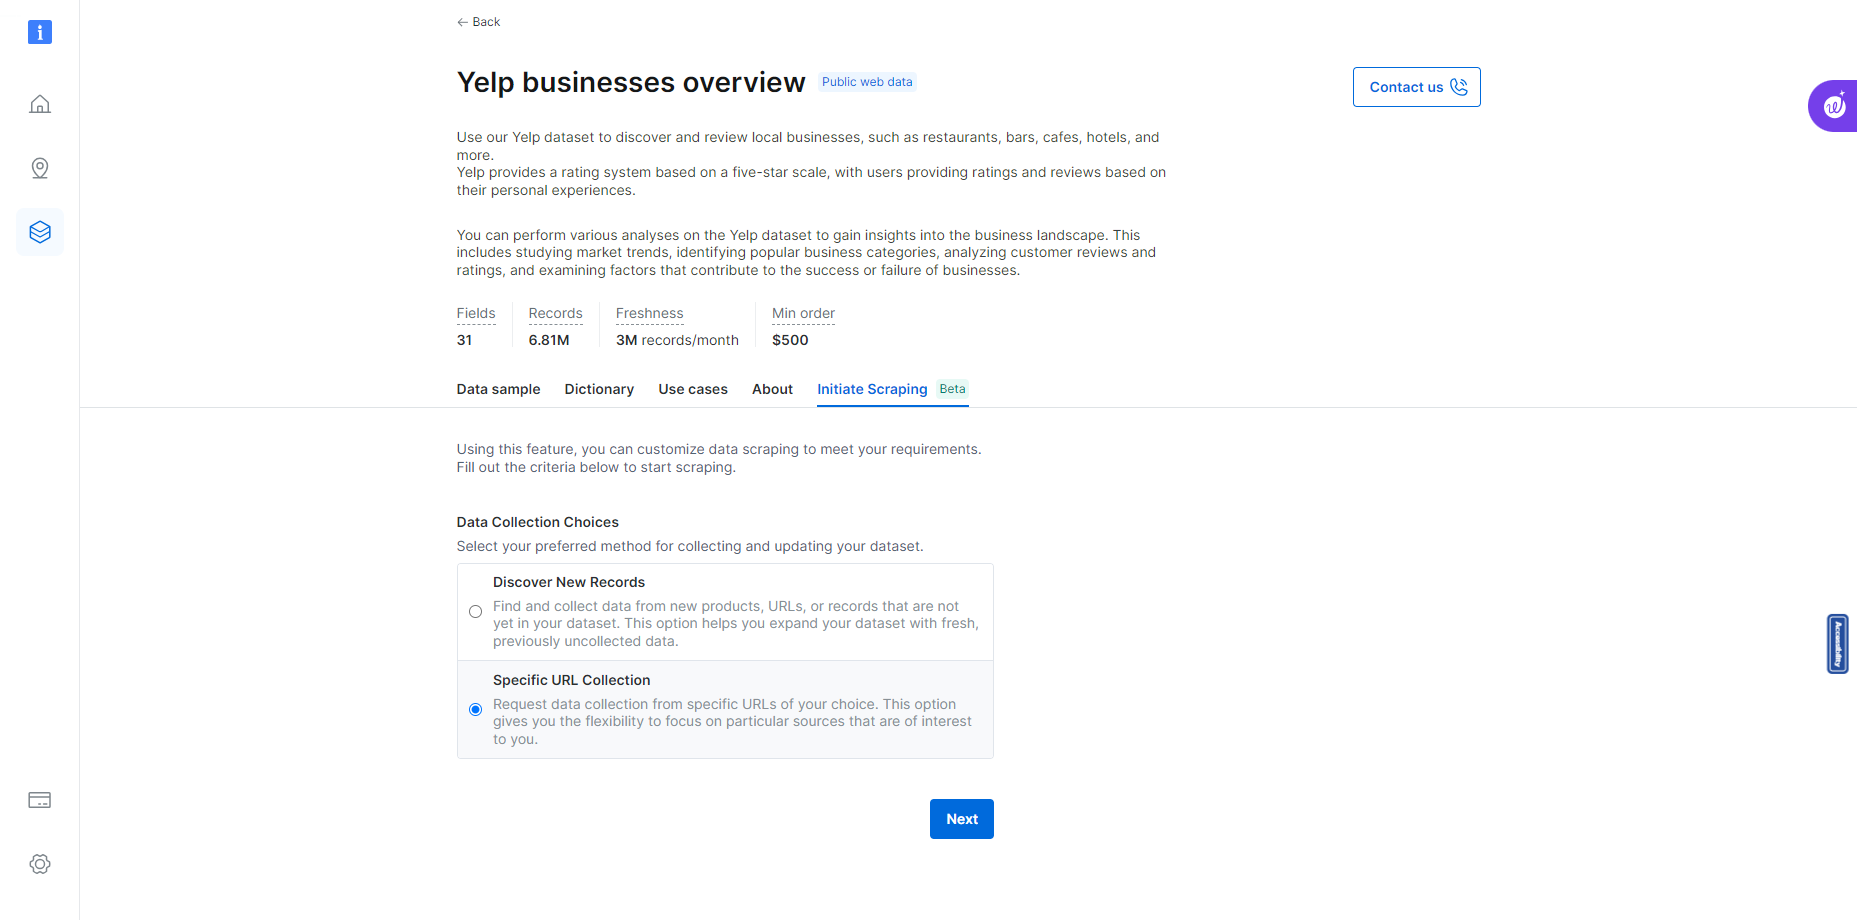 i
← Back
Yelp businesses overview Public web data
Contact us
Use our Yelp dataset to discover and review local businesses, such as restaurants, bars, cafes, hotels, and
more.
Yelp provides a rating system based on a five-star scale, with users providing ratings and reviews based on
their personal experiences.
You can perform various analyses on the Yelp dataset to gain insights into the business landscape. This
includes studying market trends, identifying popular business categories, analyzing customer reviews and
ratings, and examining factors that contribute to the success or failure of businesses.
Fields Records Freshness Min order
31 6.81M 3M records/month $500
Data sample Dictionary Use cases About Initiate Scraping Beta
Using this feature, you can customize data scraping to meet your requirements.
Fill out the criteria below to start scraping.
Data Collection Choices
Select your preferred method for collecting and updating your dataset.
Discover New Records
Find and collect data from new products, URLs, or records that are not
yet in your dataset. This option helps you expand your dataset with fresh,
previously uncollected data.
Accessibility
Specific URL Collection
Request data collection from specific URLs of your choice. This option
gives you the flexibility to focus on particular sources that are of interest
to you.
Next